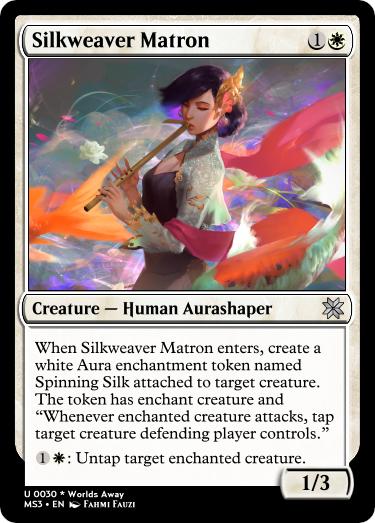 Silkweaver Matron 1
Creature — Human Aurashaper
When Silkweaver Matron enters, create a
white Aura enchantment token named
Spinning Silk attached to target creature.
The token has enchant creature and
“Whenever enchanted creature attacks, tap
target creature defending player controls.”
1 : Untap target enchanted creature.
1/3
U 0030 * Worlds Away
MS3 • EN Fahmi Fauzi